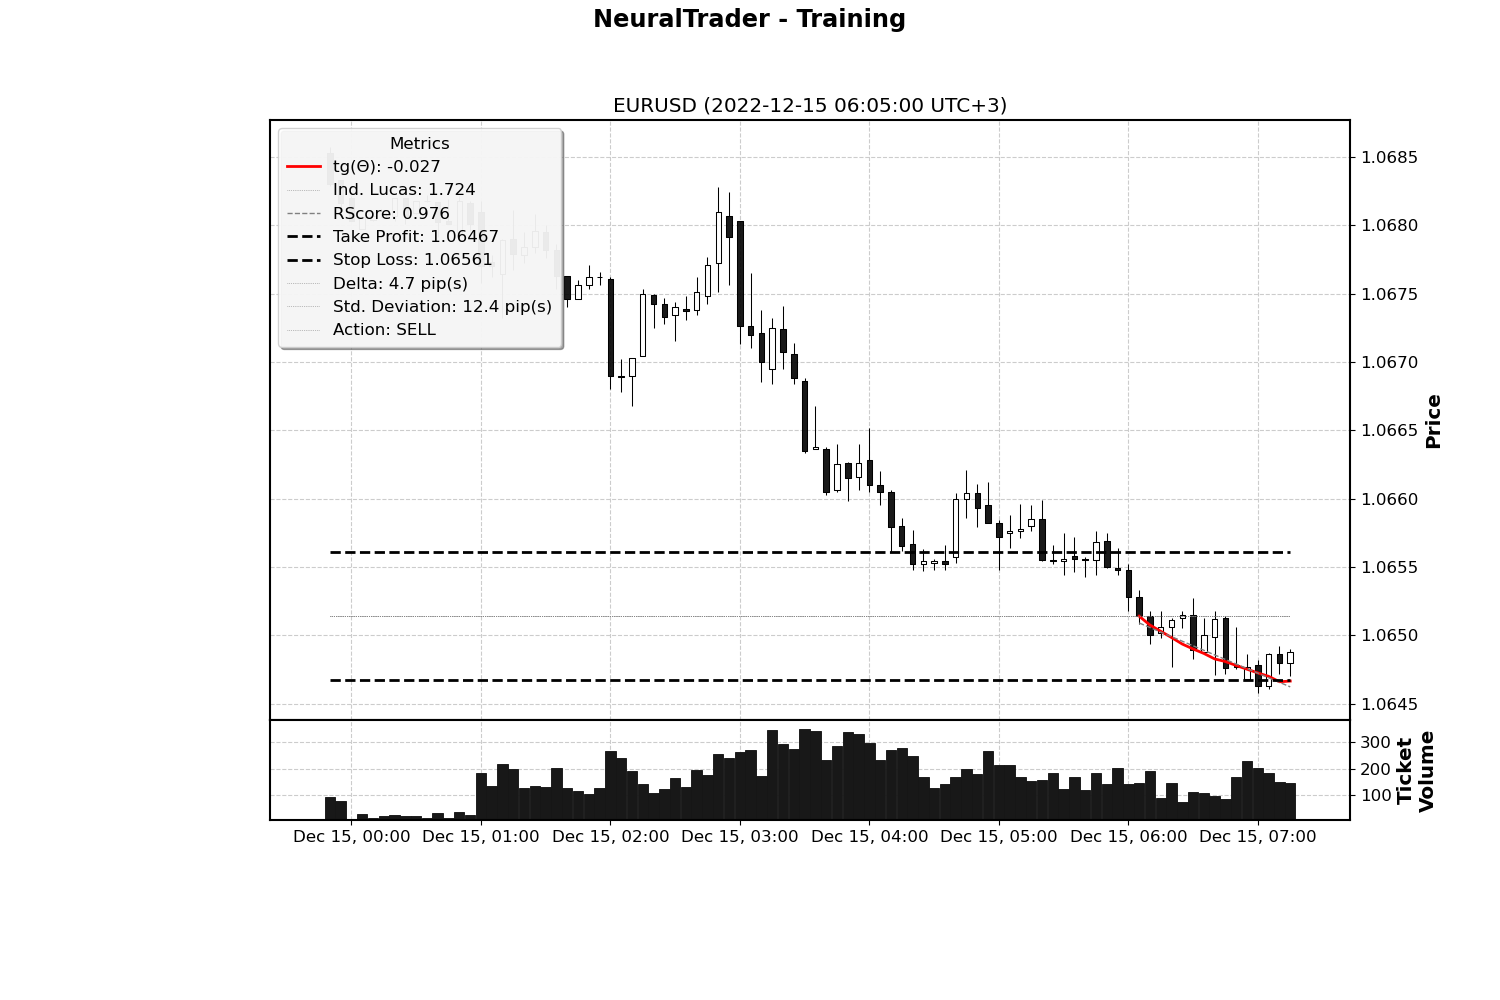 NeuralTrader - Training
EURUSD (2022-12-15 06:05:00 UTC+3)
Metrics
tg(Θ): -0.027
Ind. Lucas: 1.724
RScore: 0.976
Take Profit: 1.06467
Stop Loss: 1.06561
Delta: 4.7 pip(s)
Std. Deviation: 12.4 pip(s)
Action: SELL
1.0685
1.0680
1.0675
1.0670
1.0665
1.0660
1.0655
1.0650
1.0645
Price
300
200
100
Ticket
Volume
Dec 15, 00:00 Dec 15, 01:00 Dec 15, 02:00 Dec 15, 03:00 Dec 15, 04:00 Dec 15, 05:00 Dec 15, 06:00 Dec 15, 07:00